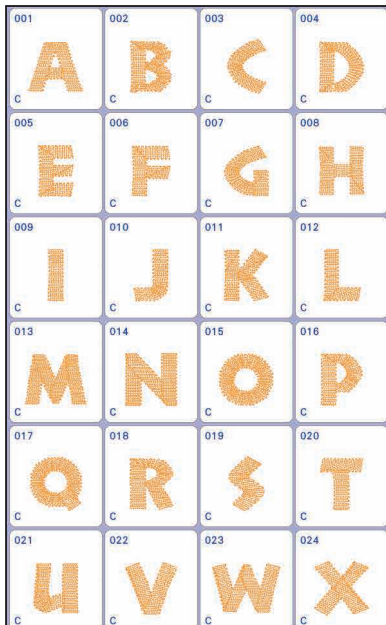 001 002 003 004
A B C D
C C C C
005 006 007 008
E F G H
C C C C
009 010 011 012
I J K L
C C C C
013 014 015 016
M N O P
C C C C
017 018 019 020
Q R S T
C C C C
021 022 023 024
U V W X
C C C C